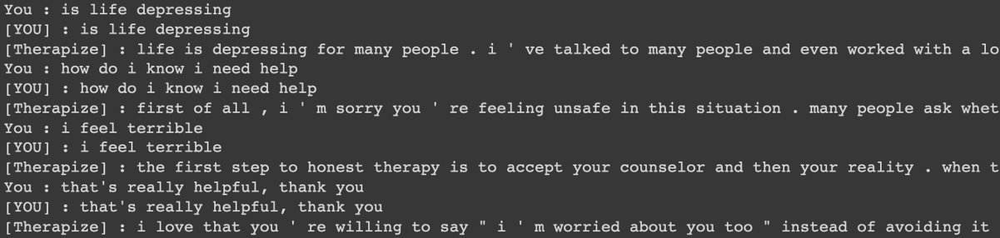 You : is life depressing
[YOU] : is life depressing
[Therapize] : life is depressing for many people . i ' ve talked to many people and even worked with a lo
You : how do i know i need help
[YOU] : how do i know i need help
[Therapize] : first of all , i ' m sorry you ' re feeling unsafe in this situation . many people ask whet
You : i feel terrible
[YOU] : i feel terrible
[Therapize] : the first step to honest therapy is to accept your counselor and then your reality . when t
You : that's really helpful, thank you
[YOU] : that's really helpful, thank you
[Therapize] : i love that you ' re willing to say " i ' m worried about you too " instead of avoiding it